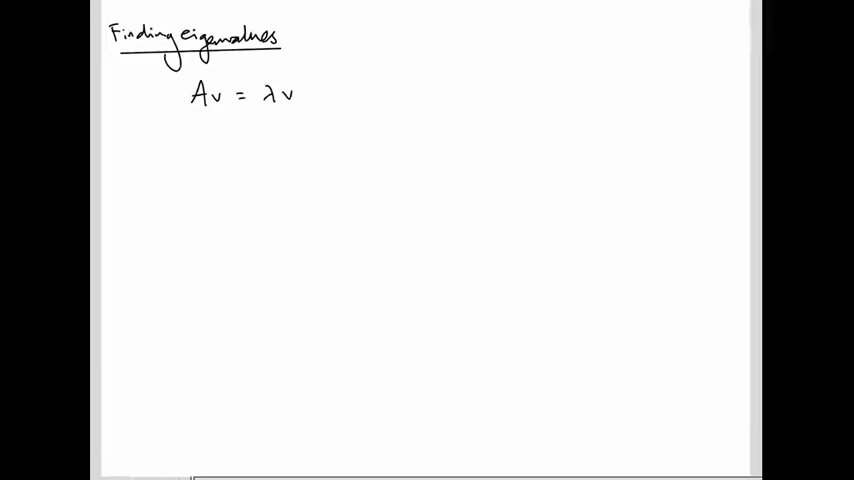 Finding eigenvalues
Av = λv